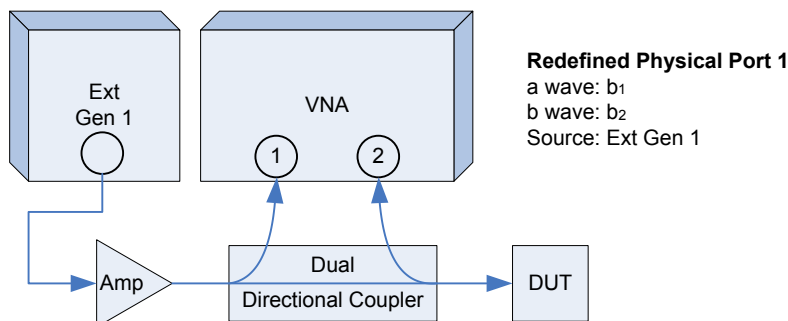 Ext
Gen 1
VNA
1
2
Redefined Physical Port 1
a wave: b₁
b wave: b₂
Source: Ext Gen 1
Amp
Dual
Directional Coupler
DUT